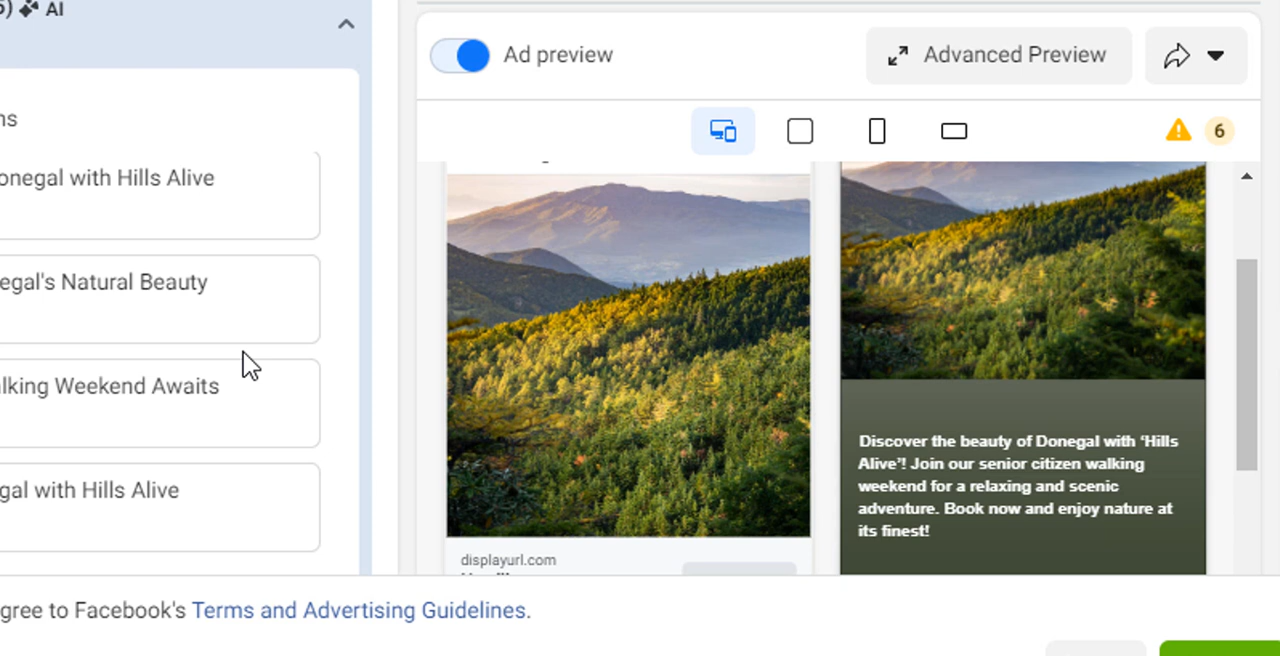 AI
Ad preview
Advanced Preview
6
ns
onegal with Hills Alive
egal's Natural Beauty
lking Weekend Awaits
gal with Hills Alive
Discover the beauty of Donegal with ‘Hills
Alive’! Join our senior citizen walking
weekend for a relaxing and scenic
adventure. Book now and enjoy nature at
its finest!
displayurl.com
gree to Facebook's Terms and Advertising Guidelines.